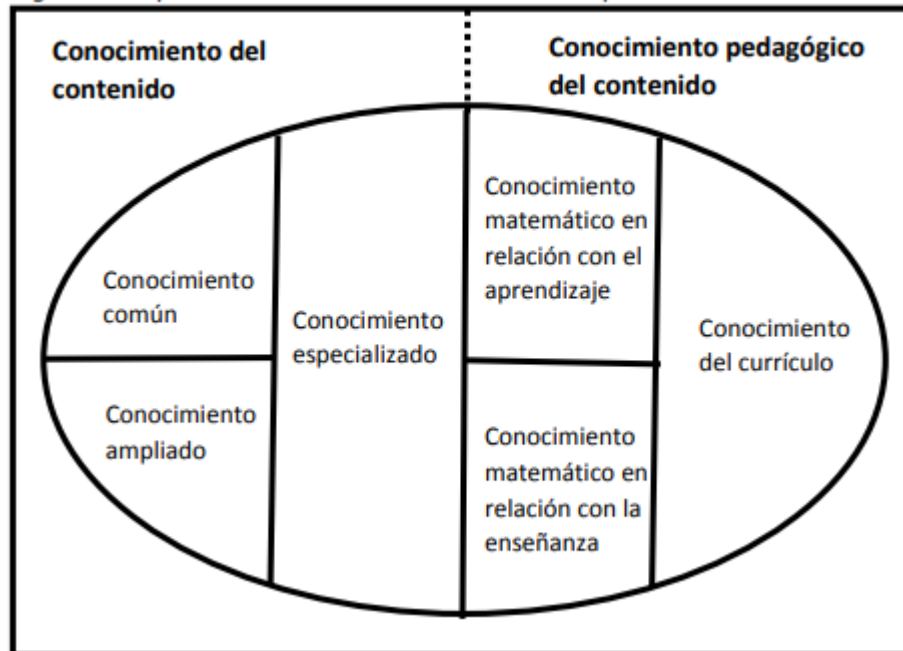 Conocimiento del
contenido
Conocimiento pedagógico
del contenido
Conocimiento
común
Conocimiento
ampliado
Conocimiento
especializado
Conocimiento
matemático en
relación con el
aprendizaje
Conocimiento
matemático en
relación con la
enseñanza
Conocimiento
del currículo